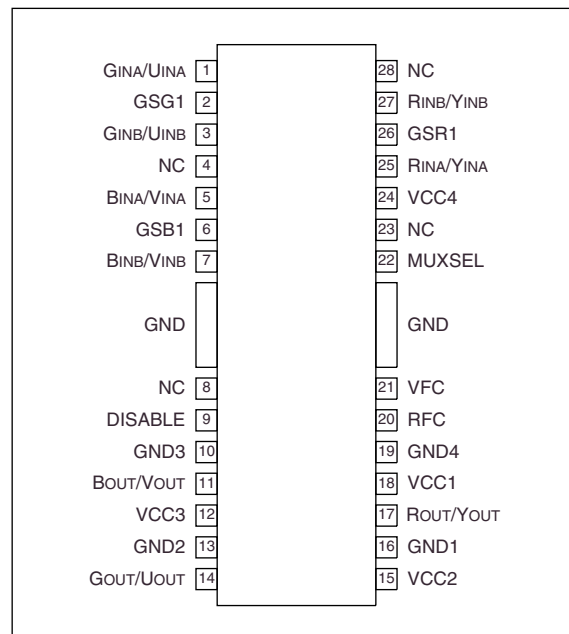 GINA/UINA 1 28 NC
GSG1 2 27 RINB/YINB
GINB/UINB 3 26 GSR1
NC 4 25 RINA/YINA
BINA/VINA 5 24 VCC4
GSB1 6 23 NC
BINB/VINB 7 22 MUXSEL
GND GND
NC 8 21 VFC
DISABLE 9 20 RFC
GND3 10 19 GND4
BOUT/VOUT 11 18 VCC1
VCC3 12 17 ROUT/YOUT
GND2 13 16 GND1
GOUT/UOUT 14 15 VCC2